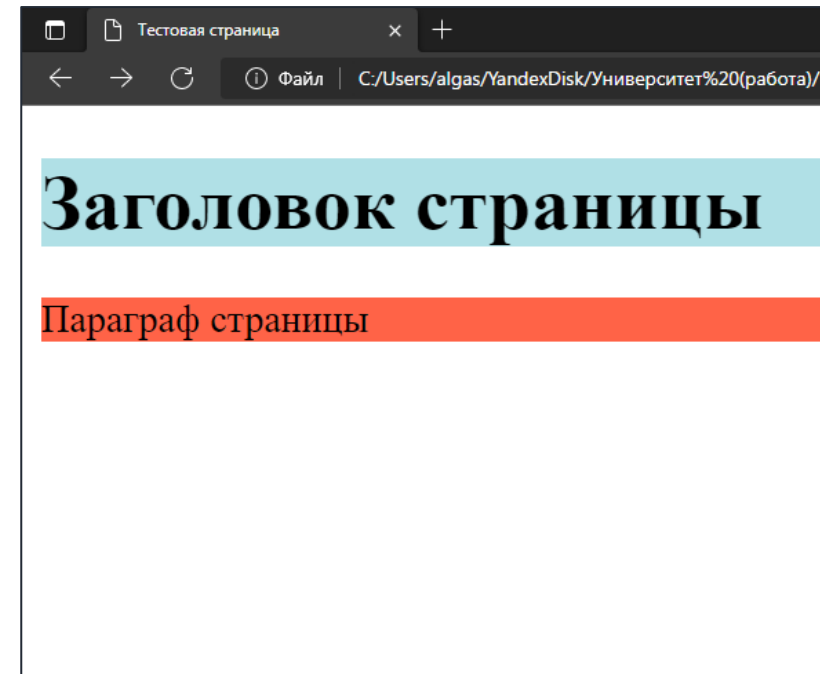 Тестовая страница
Файл C:/Users/algas/YandexDisk/Университет%20(работа)/
Заголовок страницы
Параграф страницы